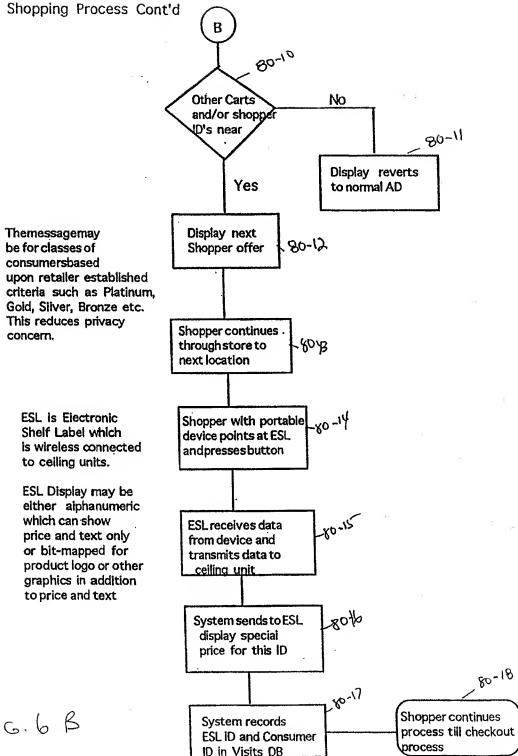 Shopping Process Cont'd
B
80-10
Other Carts
and/or shopper
ID's near
No
80-11
Display reverts
to normal AD
Yes
Themessagemay
be for classes of
consumersbased
upon retailer established
criteria such as Platinum,
Gold, Silver, Bronze etc.
This reduces privacy
concern.
Display next
Shopper offer
80-12
Shopper continues
through store to
next location
ESL is Electronic
Shelf Label which
is wireless connected
to ceiling units.
Shopper with portable
device points at ESL
andpresses button
80-14
ESL Display may be
either alphanumeric
which can show
price and text only
or bit-mapped for
product logo or other
graphics in addition
to price and text
ESL receives data
from device and
transmits data to
ceiling unit
80-15
System sends to ESL
display special
price for this ID
80-16
80-17
System records
ESL ID and Consumer
ID in Visits DB
80-18
Shopper continues
process till checkout
process
G. 6 B